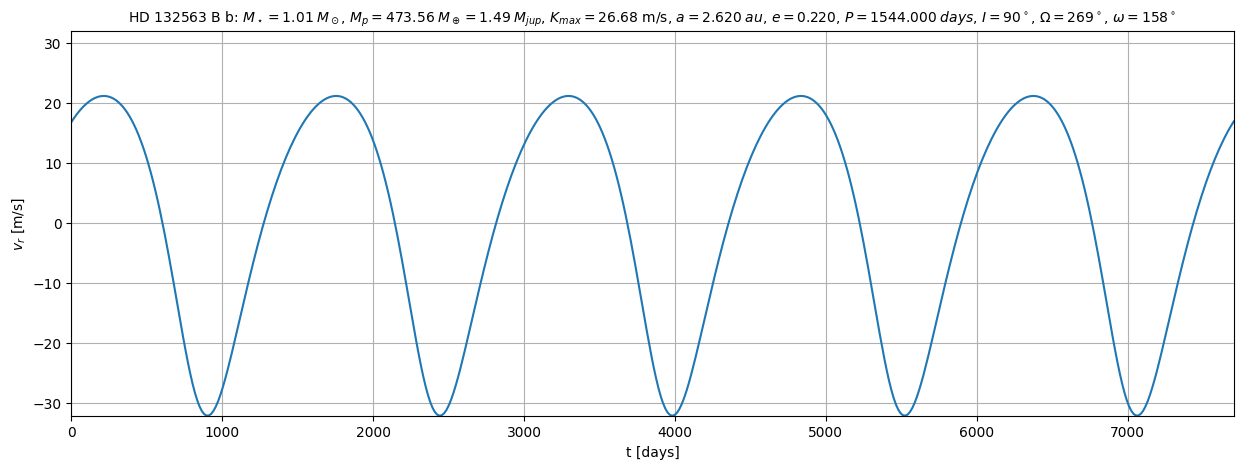 HD 132563 B b: M⋆ = 1.01 M⊙, Mp = 473.56 M⊕ = 1.49 Mjup, Kmax = 26.68 m/s, a = 2.620 au, e = 0.220, P = 1544.000 days, I = 90°, Ω = 269°, ω = 158°
30
20
10
0
−10
−20
−30
vr [m/s]
0 1000 2000 3000 4000 5000 6000 7000
t [days]